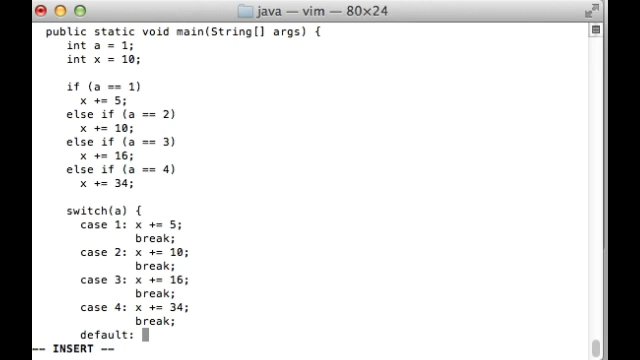 java — vim — 80×24
public static void main(String[] args) {
int a = 1;
int x = 10;
if (a == 1)
x += 5;
else if (a == 2)
x += 10;
else if (a == 3)
x += 16;
else if (a == 4)
x += 34;
switch(a) {
case 1: x += 5;
break;
case 2: x += 10;
break;
case 3: x += 16;
break;
case 4: x += 34;
break;
default:
-- INSERT --